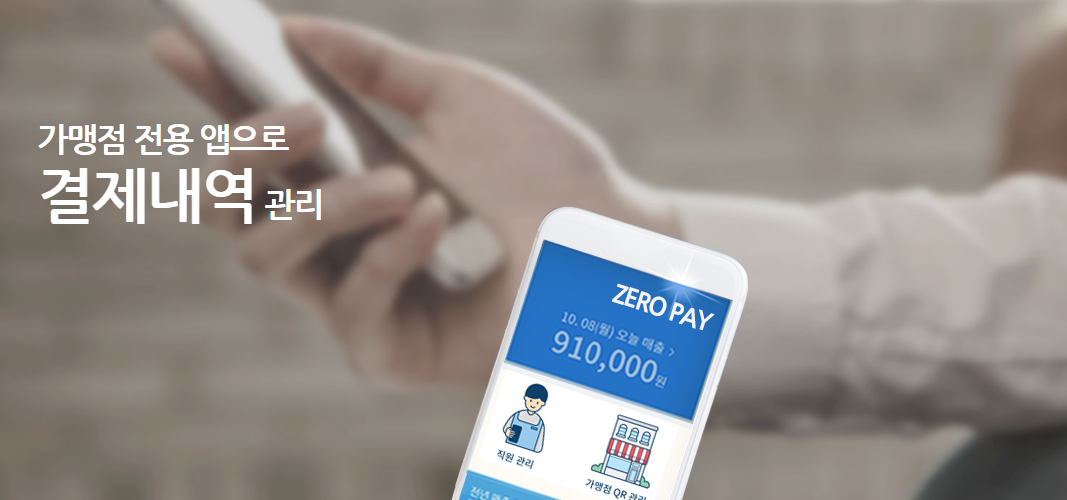 가맹점 전용 앱으로
결제내역 관리
ZERO PAY
10. 08(월) 오늘 매출 >
910,000원
직원 관리
가맹점 QR 관리
전년